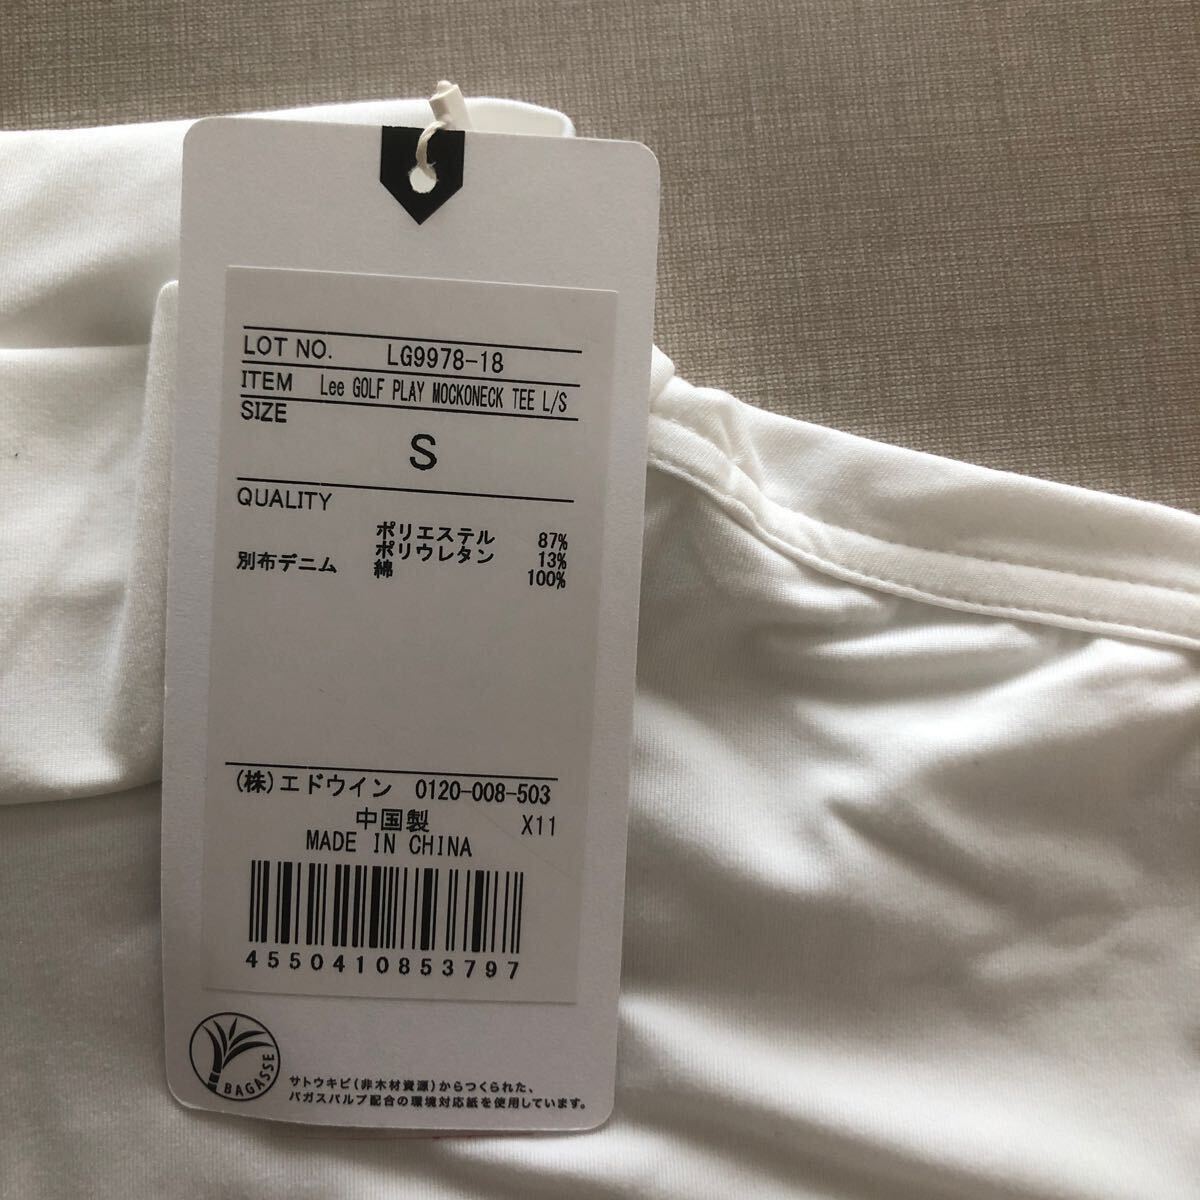 LOT NO. LG9978-18
ITEM Lee GOLF PLAY MOCKONECK TEE L/S
SIZE
S
QUALITY
ポリエステル 87%
ポリウレタン 13%
別布デニム 綿 100%
(株)エドウイン 0120-008-503
中国製 X11
MADE IN CHINA
4550410853797
BAGASSE
サトウキビ(非木材資源)からつくられた、
バガスパルプ配合の環境対応紙を使用しています。